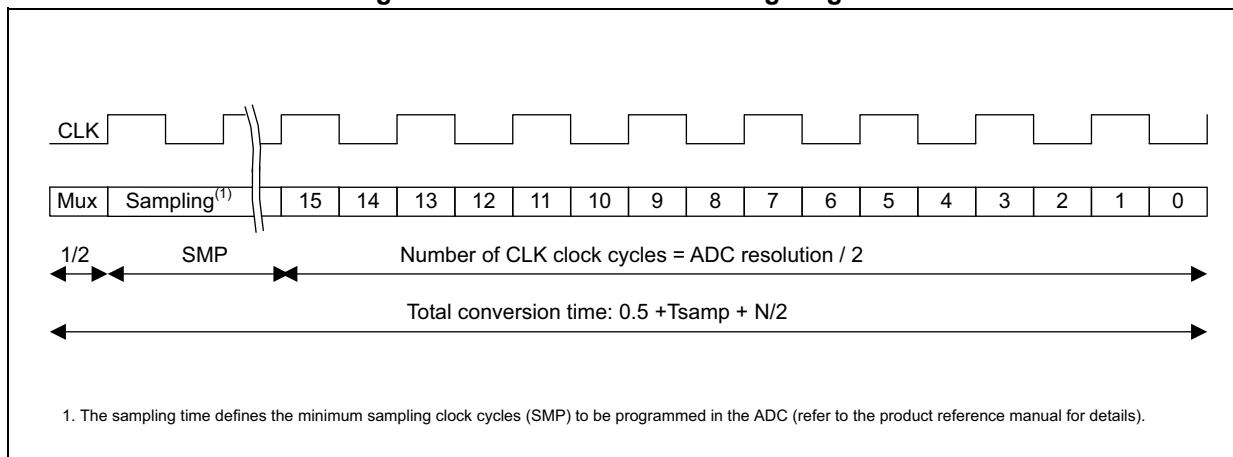 CLK
Mux Sampling(1) 15 14 13 12 11 10 9 8 7 6 5 4 3 2 1 0
1/2 SMP Number of CLK clock cycles = ADC resolution / 2
Total conversion time: 0.5 +Tsamp + N/2
1. The sampling time defines the minimum sampling clock cycles (SMP) to be programmed in the ADC (refer to the product reference manual for details).